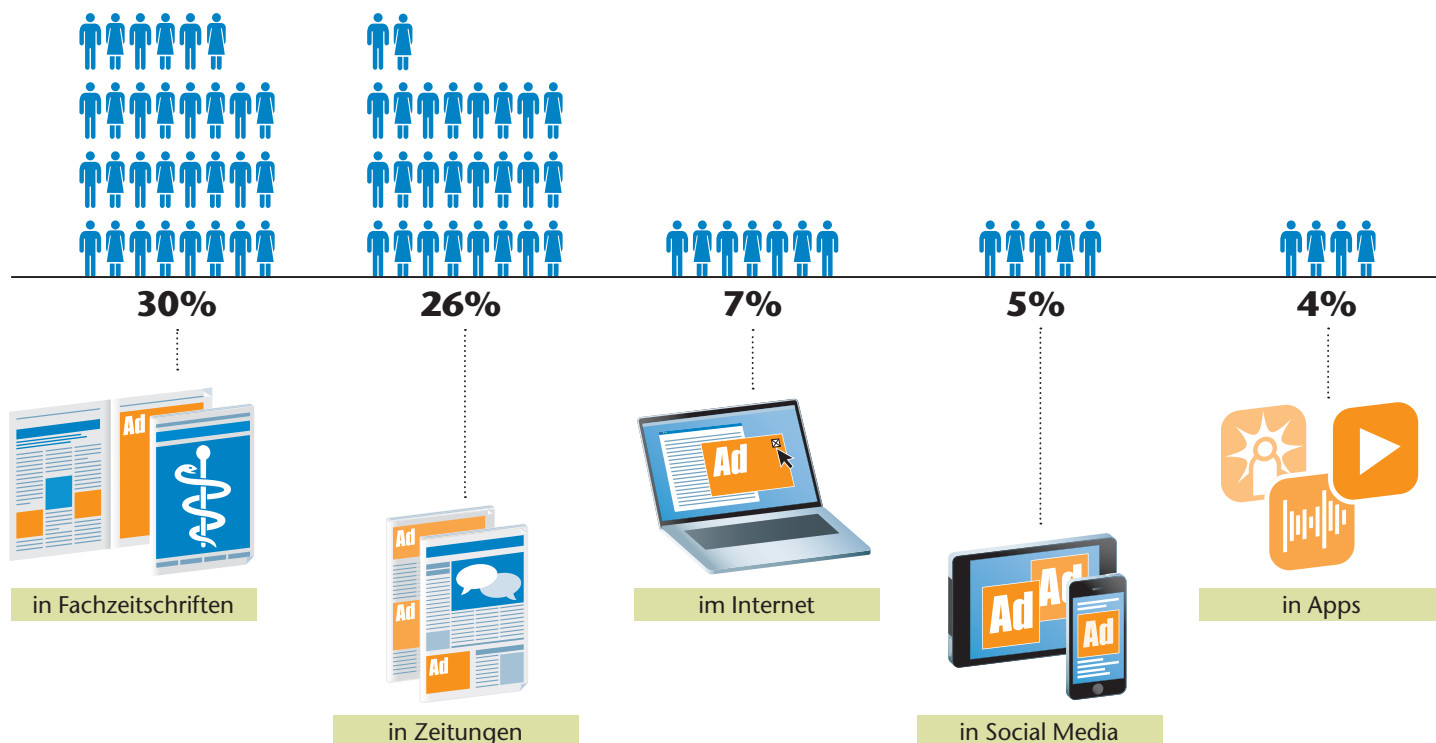 30%
26%
7%
5%
4%
Ad
Ad
Ad
Ad
Ad
Ad
Ad
Ad
Ad
in Fachzeitschriften
im Internet
in Apps
in Zeitungen
in Social Media